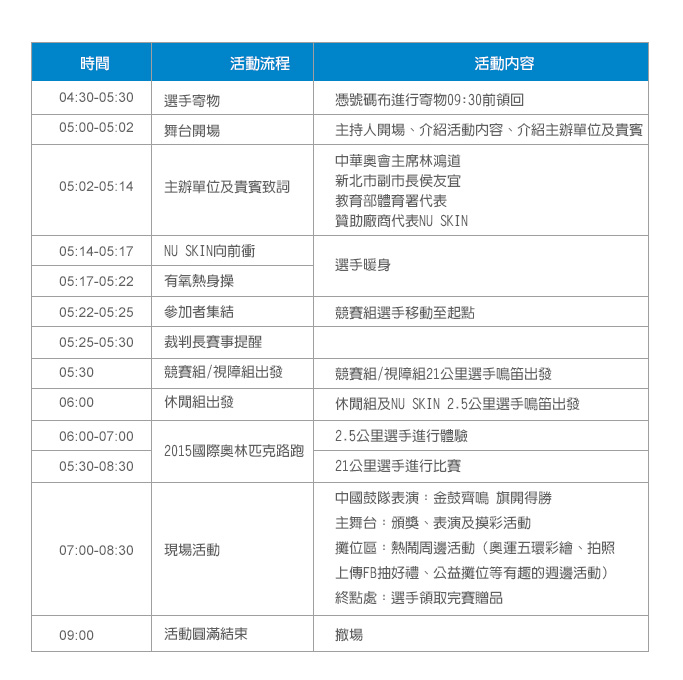 時間 活動流程 活動内容
04:30-05:30 選手寄物 憑號碼布進行寄物09:30前領回
05:00-05:02 舞台開場 主持人開場、介紹活動内容、介紹主辦單位及貴賓
05:02-05:14 主辦單位及貴賓致詞
中華奧會主席林鴻道
新北市副市長侯友宜
教育部體育署代表
贊助廠商代表NU SKIN
05:14-05:17 NU SKIN向前衝
選手暖身
05:17-05:22 有氧熱身操
05:22-05:25 參加者集結 競賽組選手移動至起點
05:25-05:30 裁判長賽事提醒
05:30 競賽組/視障組出發 競賽組/視障組21公里選手鳴笛出發
06:00 休閒組出發 休閒組及NU SKIN 2.5公里選手鳴笛出發
06:00-07:00 2.5公里選手進行體驗
2015國際奧林匹克路跑
05:30-08:30 21公里選手進行比賽
07:00-08:30 現場活動
中國鼓隊表演：金鼓齊鳴 旗開得勝
主舞台：頒獎、表演及摸彩活動
攤位區：熱鬧周邊活動（奧運五環彩繪、拍照
上傳FB抽好禮、公益攤位等有趣的週邊活動）
終點處：選手領取完賽贈品
09:00 活動圓滿結束 撤場